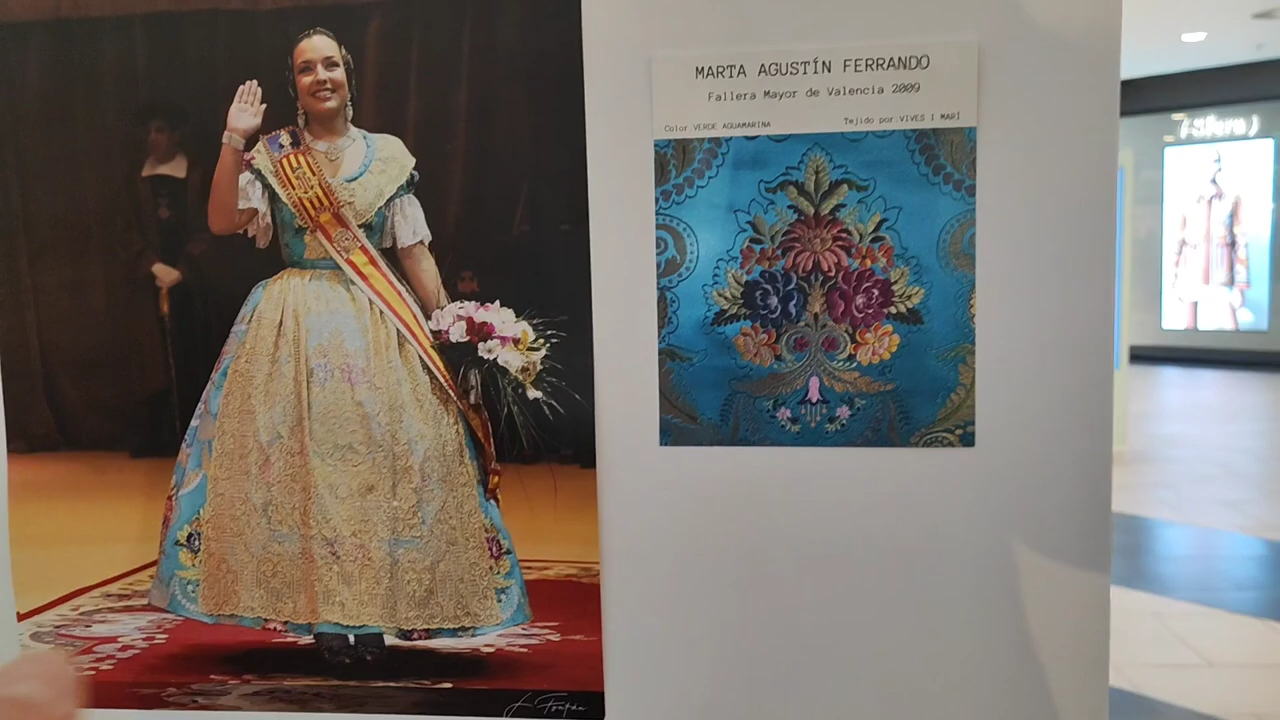 MARTA AGUSTÍN FERRANDO
Fallera Mayor de Valencia 2009
Color:VERDE AGUAMARINA
Tejido por:VIVES I MARÍ